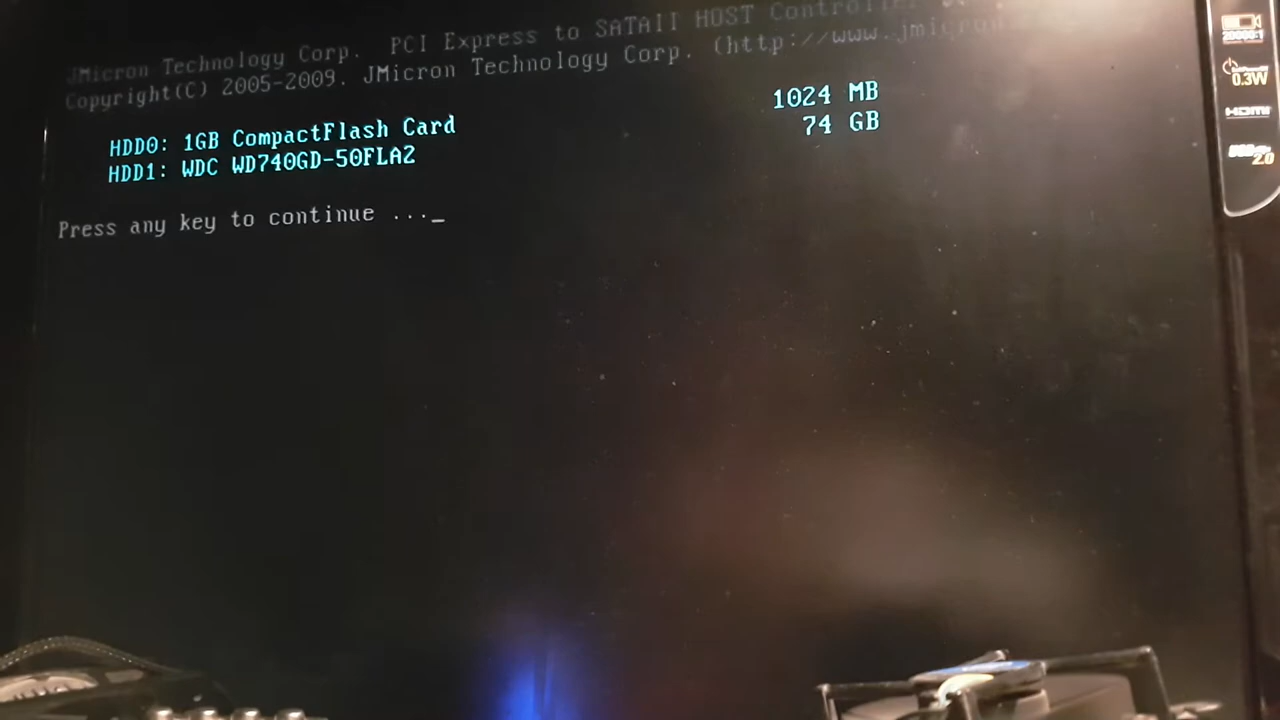 JMicron Technology Corp. PCI Express to SATAII HOST Controller
Copyright(C) 2005-2009. JMicron Technology Corp. (http://www.jmicron
HDD0: 1GB CompactFlash Card 1024 MB
HDD1: WDC WD740GD-50FLA2 74 GB
Press any key to continue ..._
20000:1
0.3W
HDMI
2.0